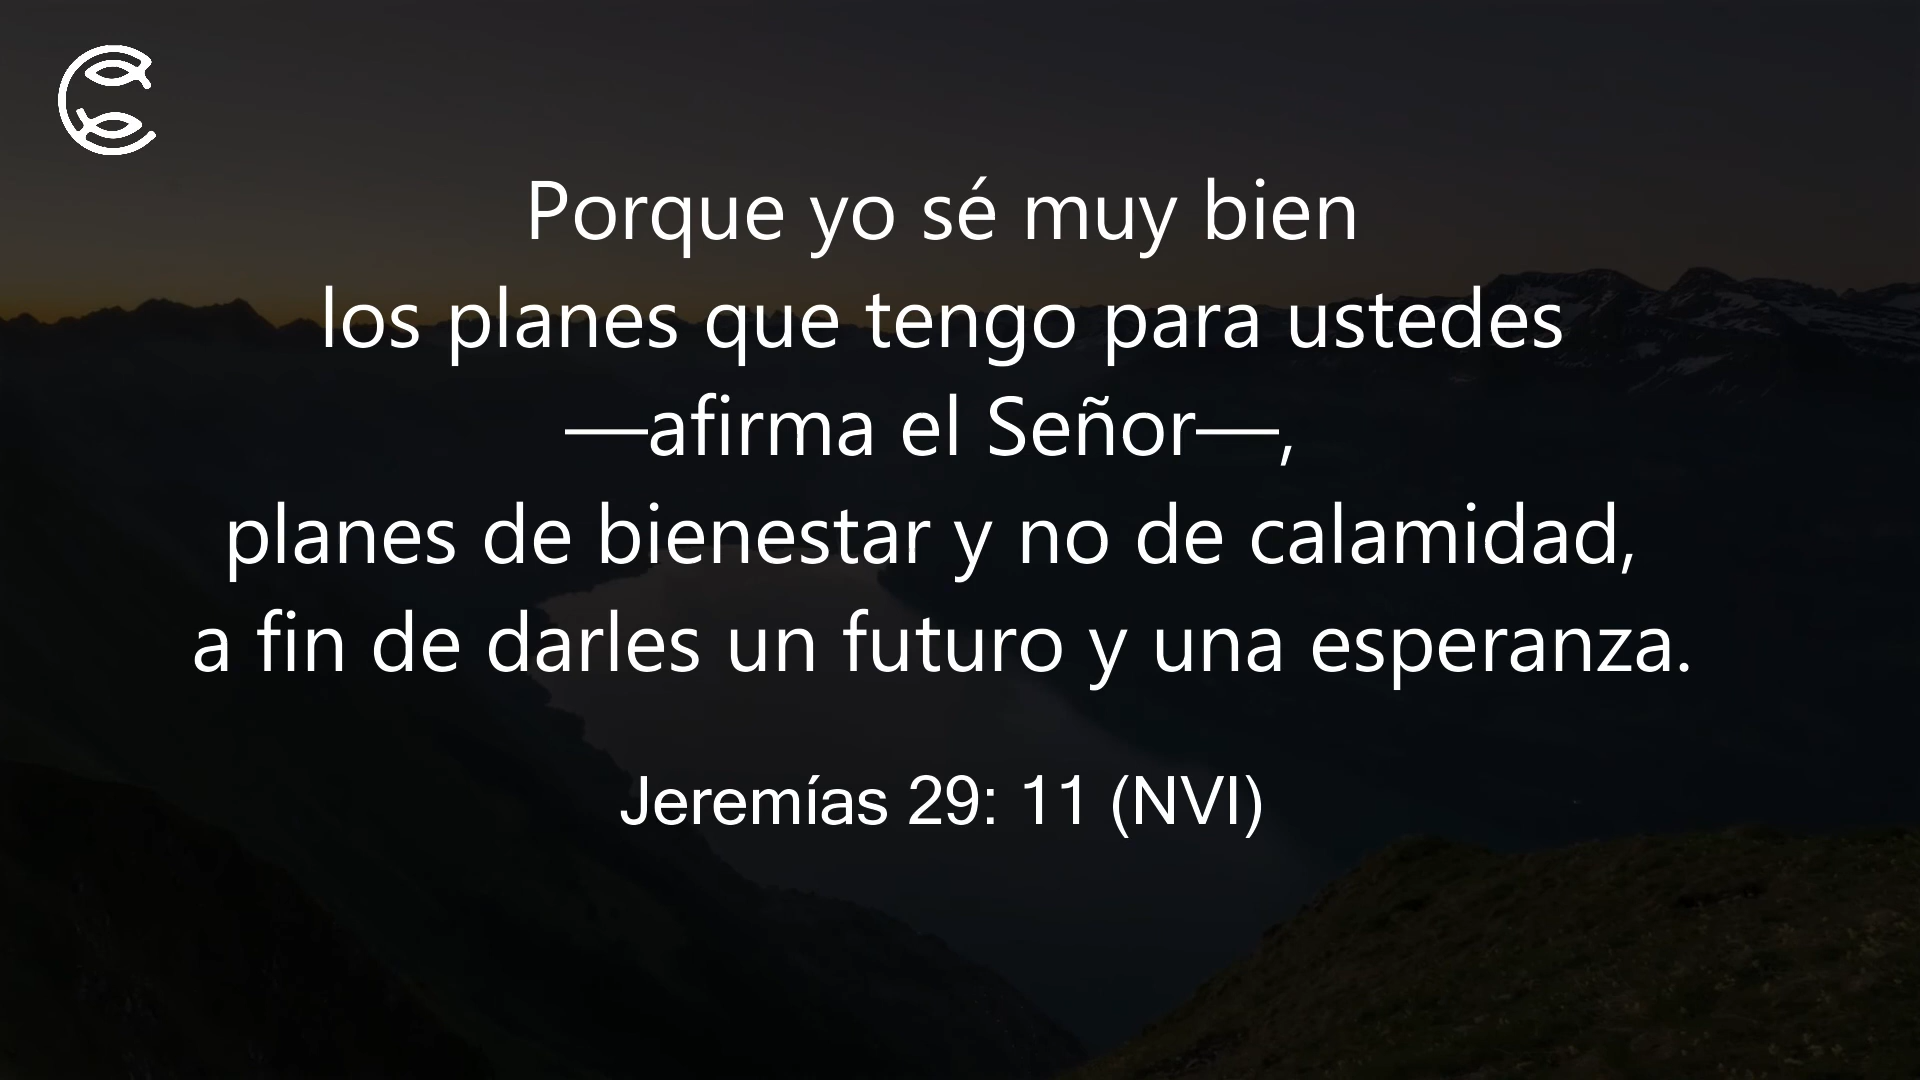 Porque yo sé muy bien
los planes que tengo para ustedes
—afirma el Señor—,
planes de bienestar y no de calamidad,
a fin de darles un futuro y una esperanza.
Jeremías 29: 11 (NVI)